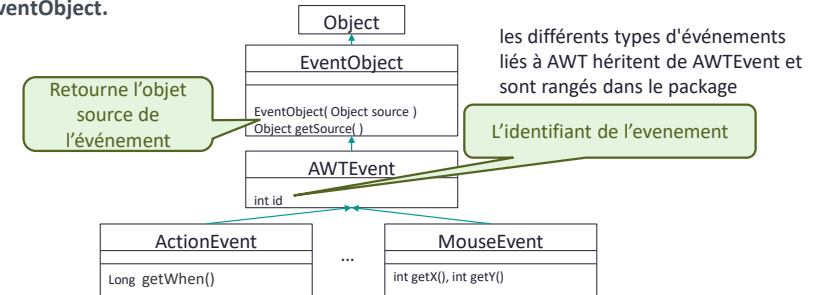 ventObject.
Object
les différents types d'événements
liés à AWT héritent de AWTEvent et
sont rangés dans le package
EventObject
Retourne l'objet
source de
l'événement
EventObject( Object source )
Object getSource( )
L'identifiant de l'evenement
AWTEvent
int id
ActionEvent
...
MouseEvent
Long getWhen()
int getX(), int getY()